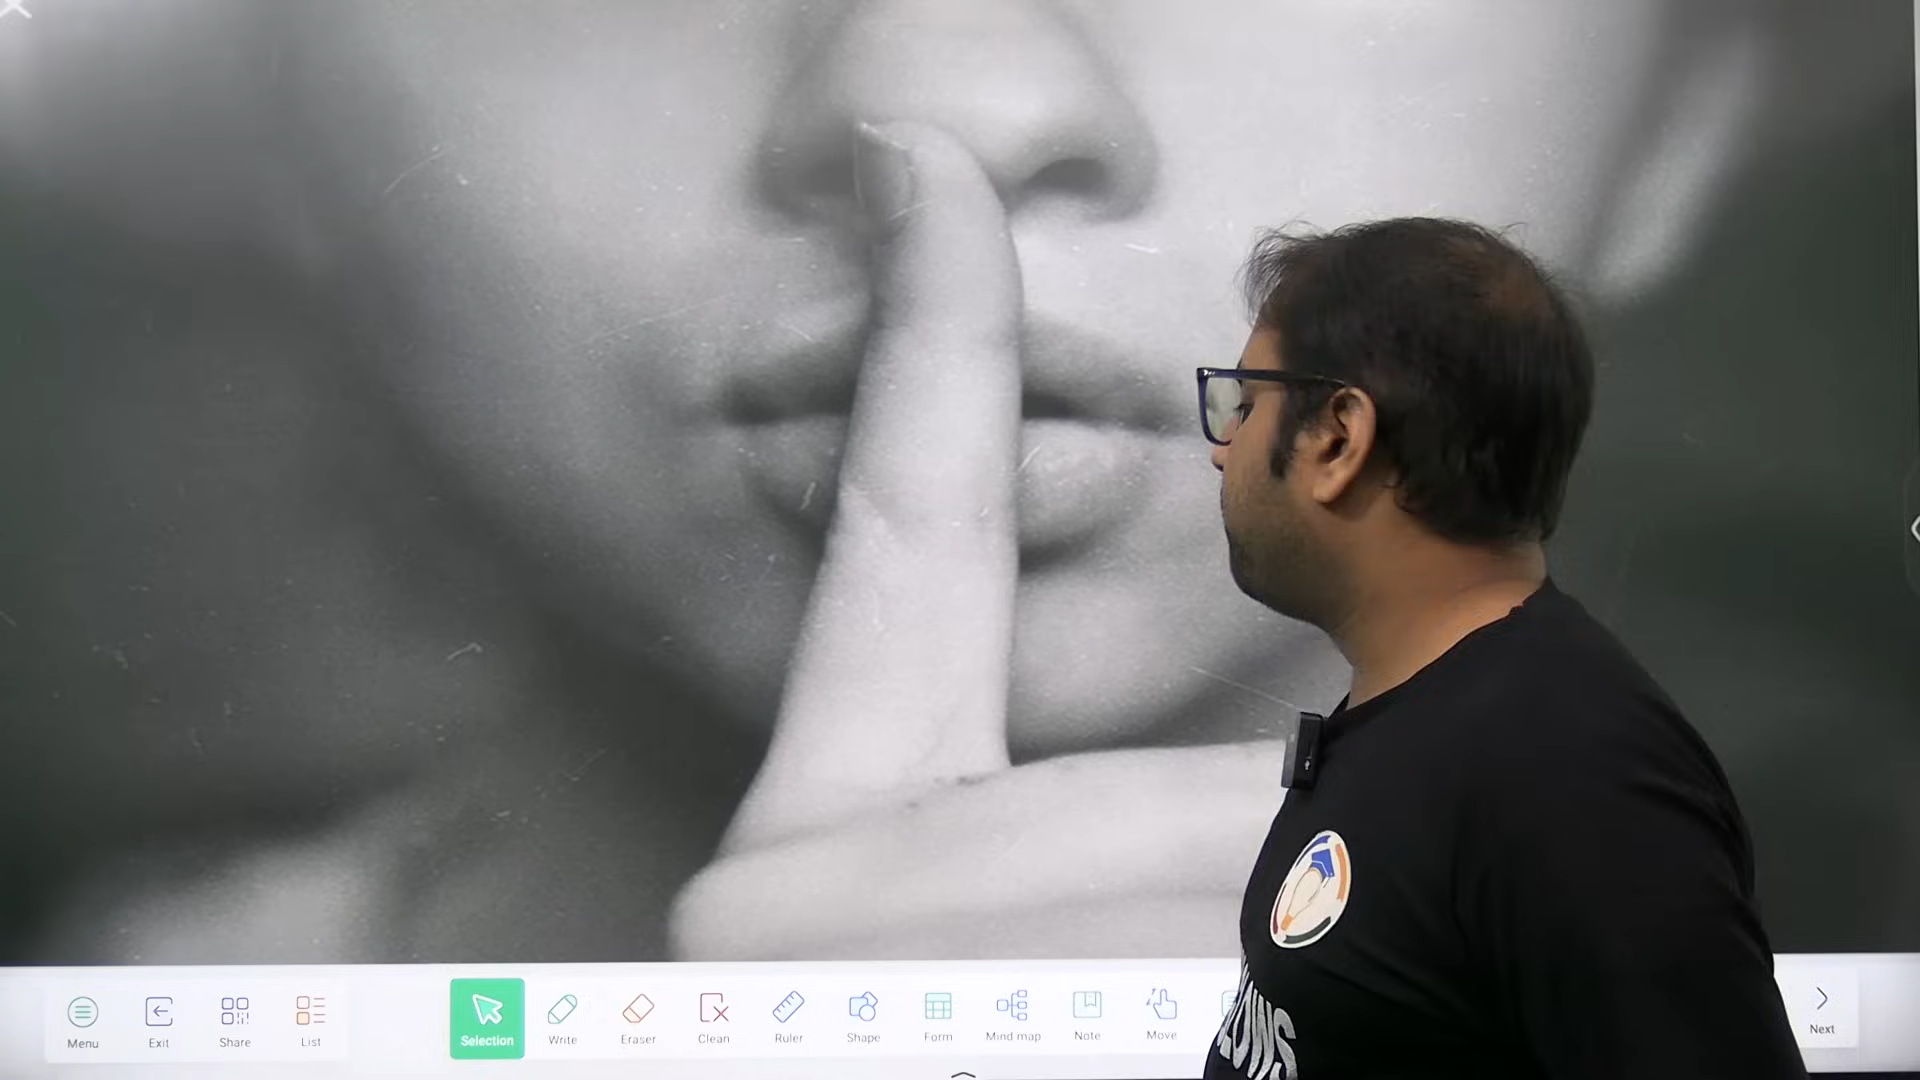 Menu
Exit
Share
List
Selection
Write
Eraser
Clean
Ruler
Shape
Form
Mind map
Note
Move
Next